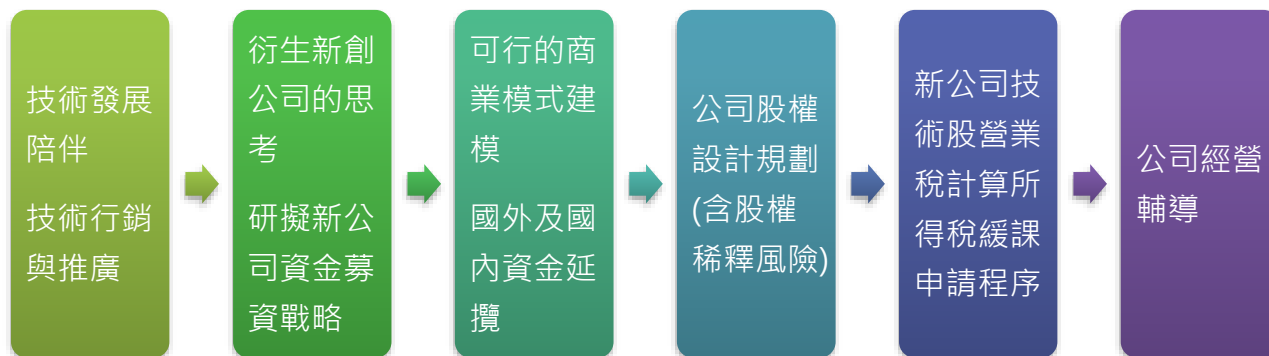 技術發展
陪伴
技術行銷
與推廣
衍生新創
公司的思
考
研擬新公
司資金募
資戰略
可行的商
業模式建
模
國外及國
內資金延
攬
公司股權
設計規劃
(含股權
稀釋風險)
新公司技
術股營業
稅計算所
得稅緩課
申請程序
公司經營
輔導